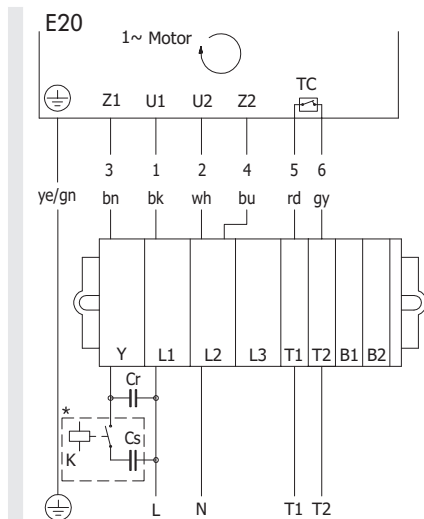 E20
1~ Motor
TC
Z1 U1 U2 Z2
3 1 2 4 5 6
ye/gn bn bk wh bu rd gy
Y L1 L2 L3 T1 T2 B1 B2
Cr
*
K Cs
L N T1 T2